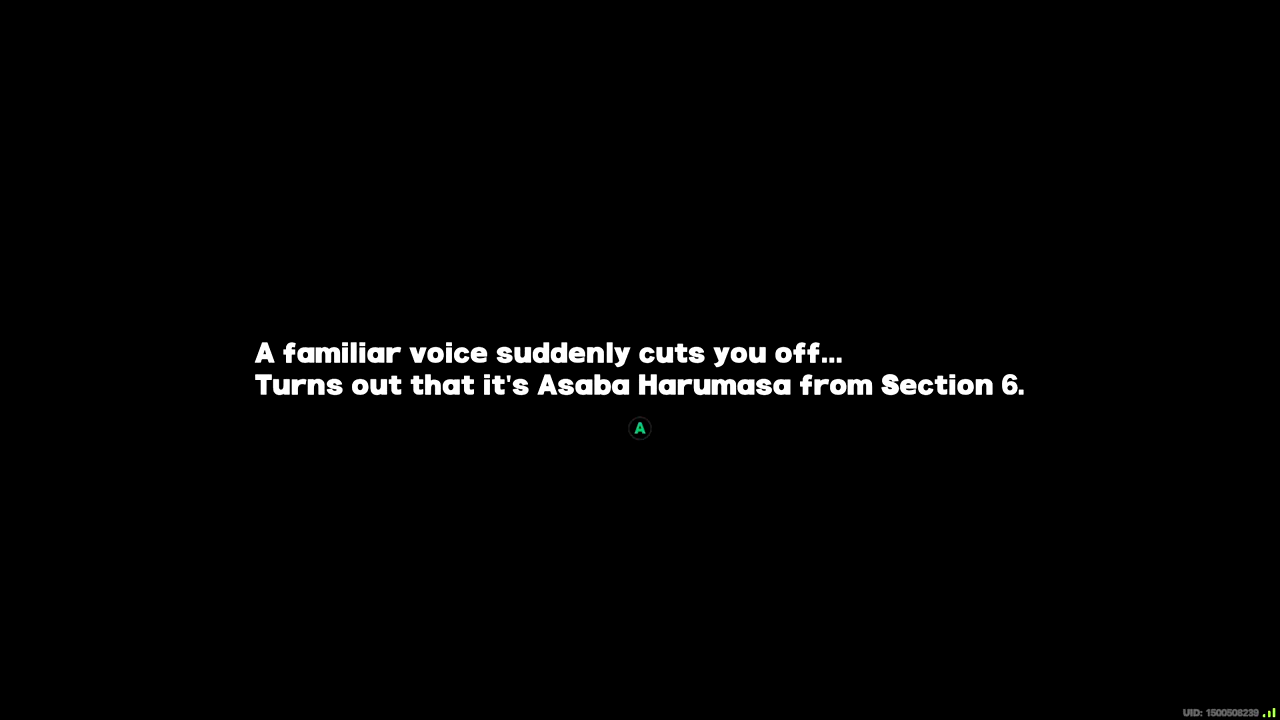 A familiar voice suddenly cuts you off...
Turns out that it's Asaba Harumasa from Section 6.
A
UID: 1500508239